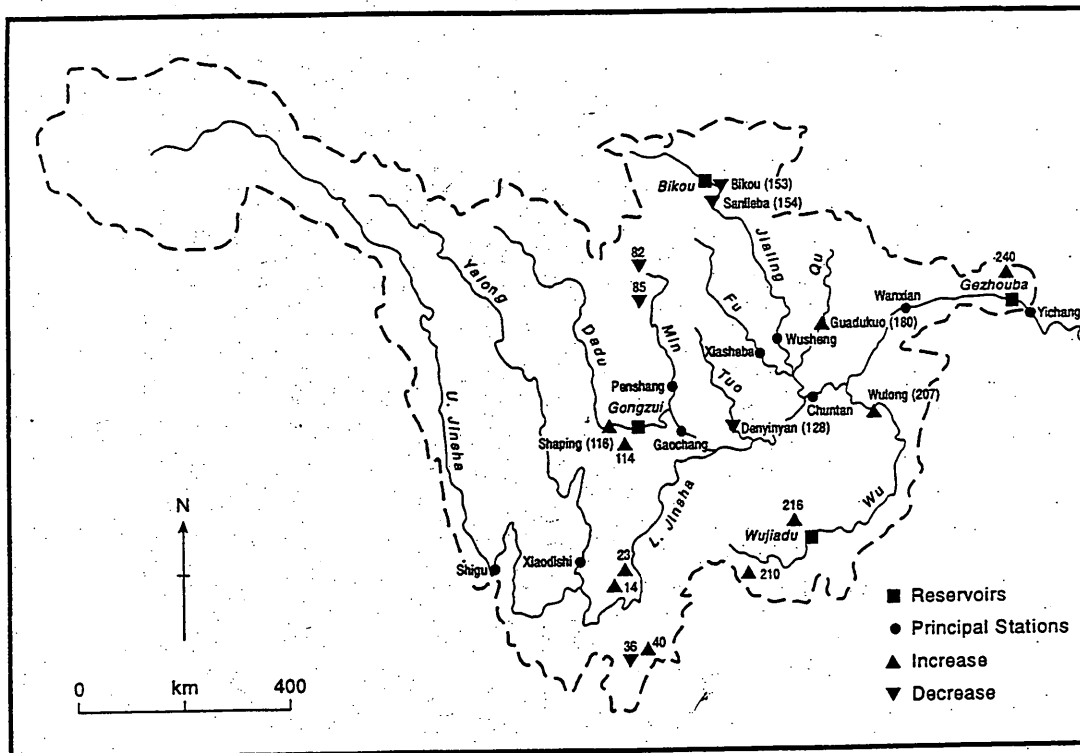 Bikou
Bikou (153)
Sanlleba (154)
82
85
240
Gezhouba
Wanxian
Yichang
Jialing
Qu
Guadukuo (180)
Yalong
Dadu
Min
Fu
Wusheng
Xiashaba
Tuo
Penshang
Gongzui
Chuntan
Wulong (207)
U. Jinsha
Shaping (116)
114
Gaochang
Denyinyan (128)
L. Jinsha
Wu
N
216
Wujiadu
Shigu
Xiaodishi
23
14
210
36
40
Reservoirs
Principal Stations
Increase
Decrease
0 km 400